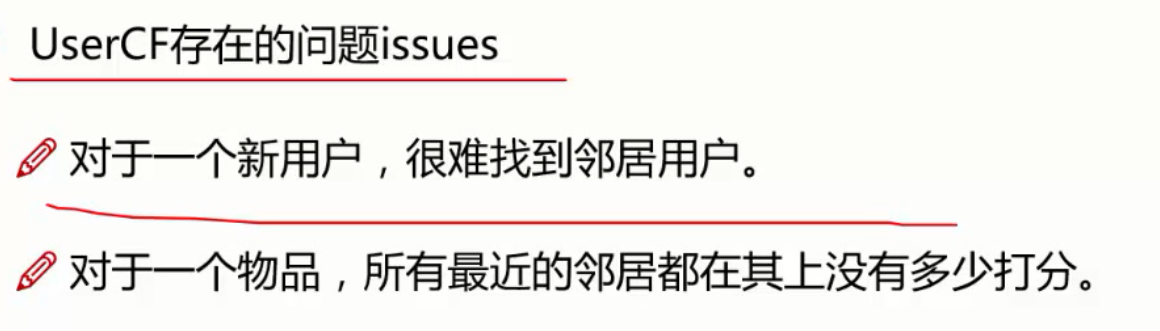 UserCF存在的问题issues
对于一个新用户，很难找到邻居用户。
对于一个物品，所有最近的邻居都在其上没有多少打分。